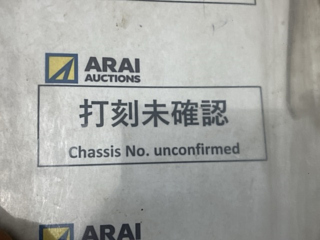 ARAI
AUCTIONS
打刻未確認
Chassis No. unconfirmed
ARAI